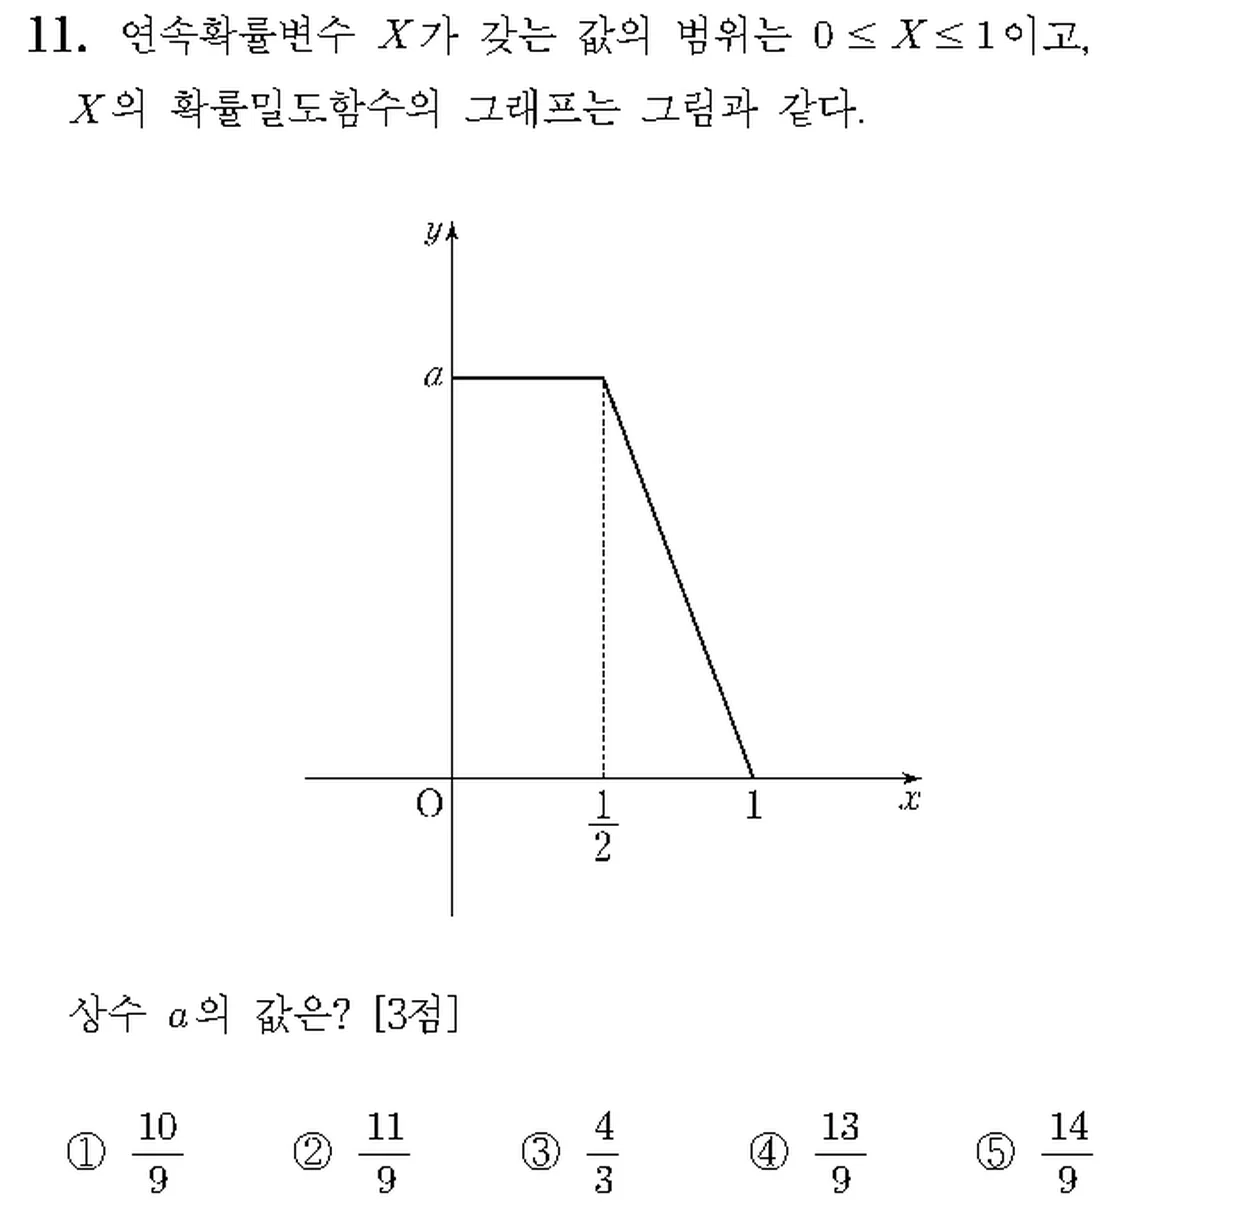 11. 연속확률변수 X가 갖는 값의 범위는 0 ≤ X ≤ 1이고,
X의 확률밀도함수의 그래프는 그림과 같다.
y
a
O 1/2 1 x
상수 a의 값은? [3점]
① 10/9 ② 11/9 ③ 4/3 ④ 13/9 ⑤ 14/9